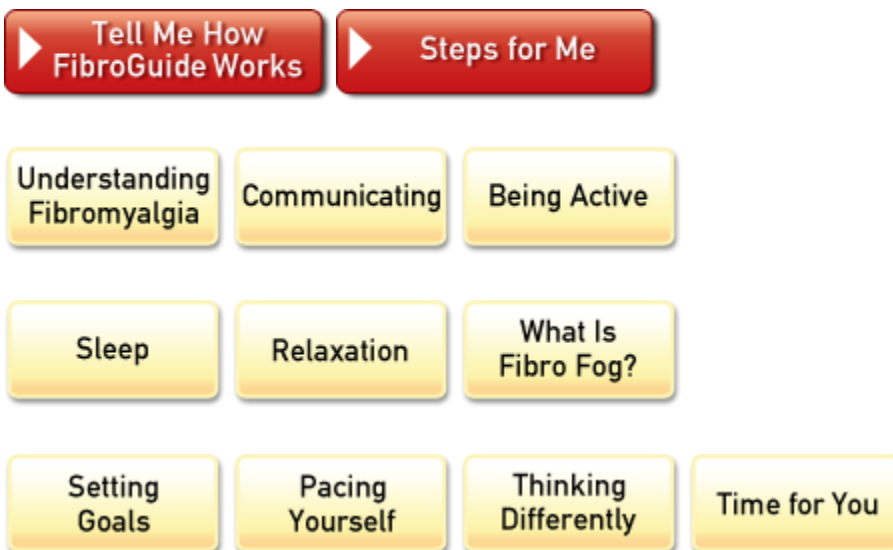 Tell Me How
FibroGuide Works
Steps for Me
Understanding
Fibromyalgia
Communicating
Being Active
Sleep
Relaxation
What Is
Fibro Fog?
Setting
Goals
Pacing
Yourself
Thinking
Differently
Time for You